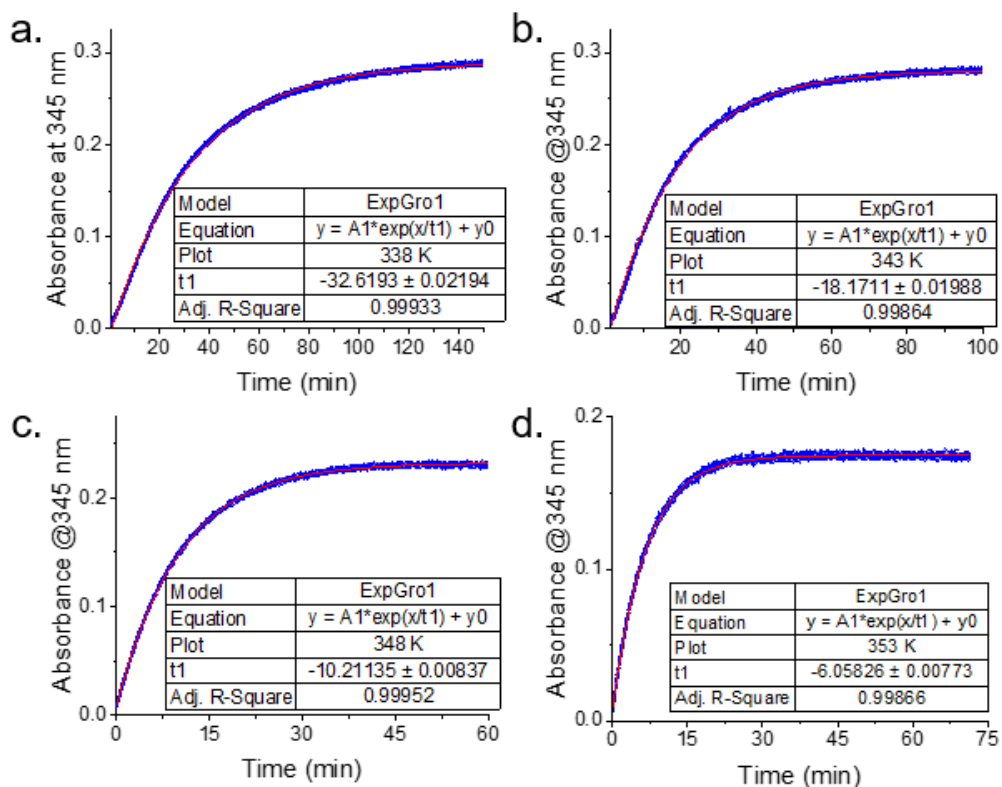 a.
Absorbance at 345 nm
0.3
0.2
0.1
0.0
Model ExpGro1
Equation y = A1*exp(x/t1) + y0
Plot 338 K
t1 -32.6193 ± 0.02194
Adj. R-Square 0.99933
20 40 60 80 100 120 140
Time (min)
b.
Absorbance @345 nm
0.3
0.2
0.1
0.0
Model ExpGro1
Equation y = A1*exp(x/t1) + y0
Plot 343 K
t1 -18.1711 ± 0.01988
Adj. R-Square 0.99864
20 40 60 80 100
Time (min)
c.
Absorbance @345 nm
0.2
0.1
0.0
Model ExpGro1
Equation y = A1*exp(x/t1) + y0
Plot 348 K
t1 -10.21135 ± 0.00837
Adj. R-Square 0.99952
0 15 30 45 60
Time (min)
d.
Absorbance @345 nm
0.2
0.1
0.0
Model ExpGro1
Equation y = A1*exp(x/t1) + y0
Plot 353 K
t1 -6.05826 ± 0.00773
Adj. R-Square 0.99866
0 15 30 45 60 75
Time (min)